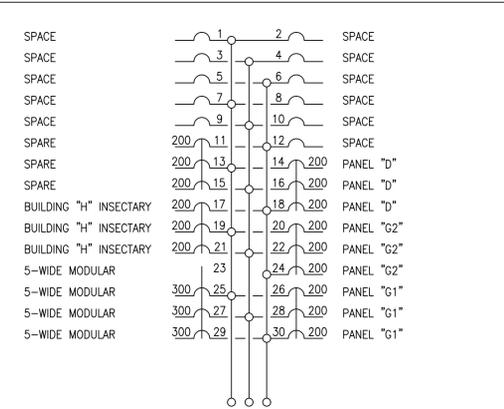 SPACE 1 2 SPACE
SPACE 3 4 SPACE
SPACE 5 6 SPACE
SPACE 7 8 SPACE
SPACE 9 10 SPACE
SPARE 200 11 12 SPACE
SPARE 200 13 14 200 PANEL "D"
SPARE 200 15 16 200 PANEL "D"
BUILDING "H" INSECTARY 200 17 18 200 PANEL "D"
BUILDING "H" INSECTARY 200 19 20 200 PANEL "G2"
BUILDING "H" INSECTARY 200 21 22 200 PANEL "G2"
5-WIDE MODULAR 23 24 200 PANEL "G2"
5-WIDE MODULAR 300 25 26 200 PANEL "G1"
5-WIDE MODULAR 300 27 28 200 PANEL "G1"
5-WIDE MODULAR 300 29 30 200 PANEL "G1"